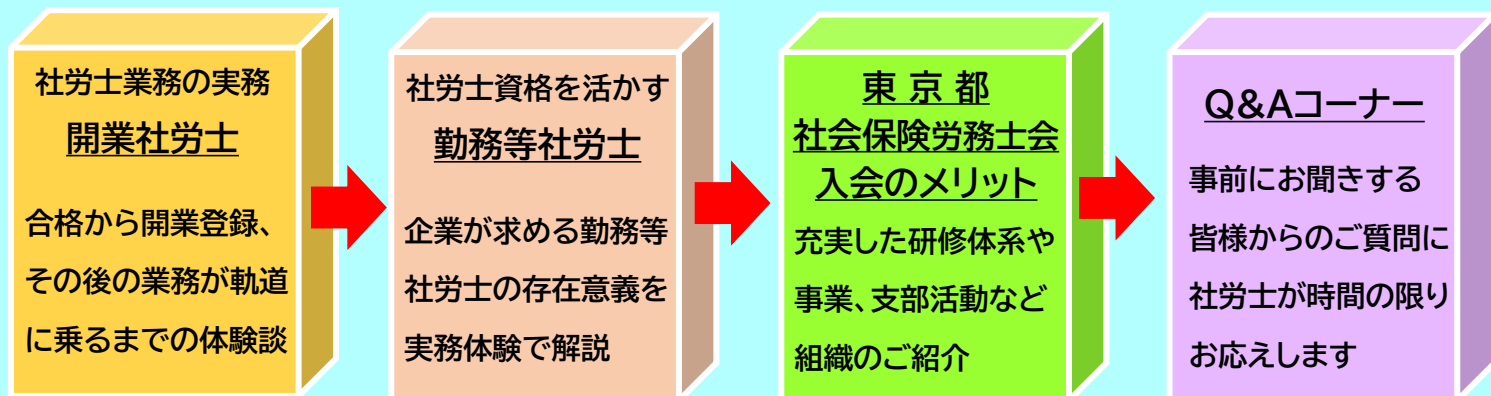 社労士業務の実務
開業社労士
合格から開業登録、
その後の業務が軌道
に乗るまでの体験談
社労士資格を活かす
勤務等社労士
企業が求める勤務等
社労士の存在意義を
実務体験で解説
東 京 都
社会保険労務士会
入会のメリット
充実した研修体系や
事業、支部活動など
組織のご紹介
Q&Aコーナー
事前にお聞きする
皆様からのご質問に
社労士が時間の限り
お応えします